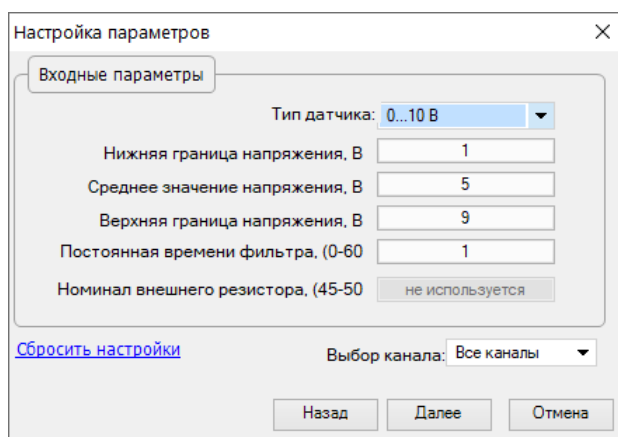 Настройка параметров
Входные параметры
Тип датчика: 0...10 В
Нижняя граница напряжения, В 1
Среднее значение напряжения, В 5
Верхняя граница напряжения, В 9
Постоянная времени фильтра, (0-60 1
Номинал внешнего резистора, (45-50 не используется
Сбросить настройки Выбор канала: Все каналы
Назад Далее Отмена